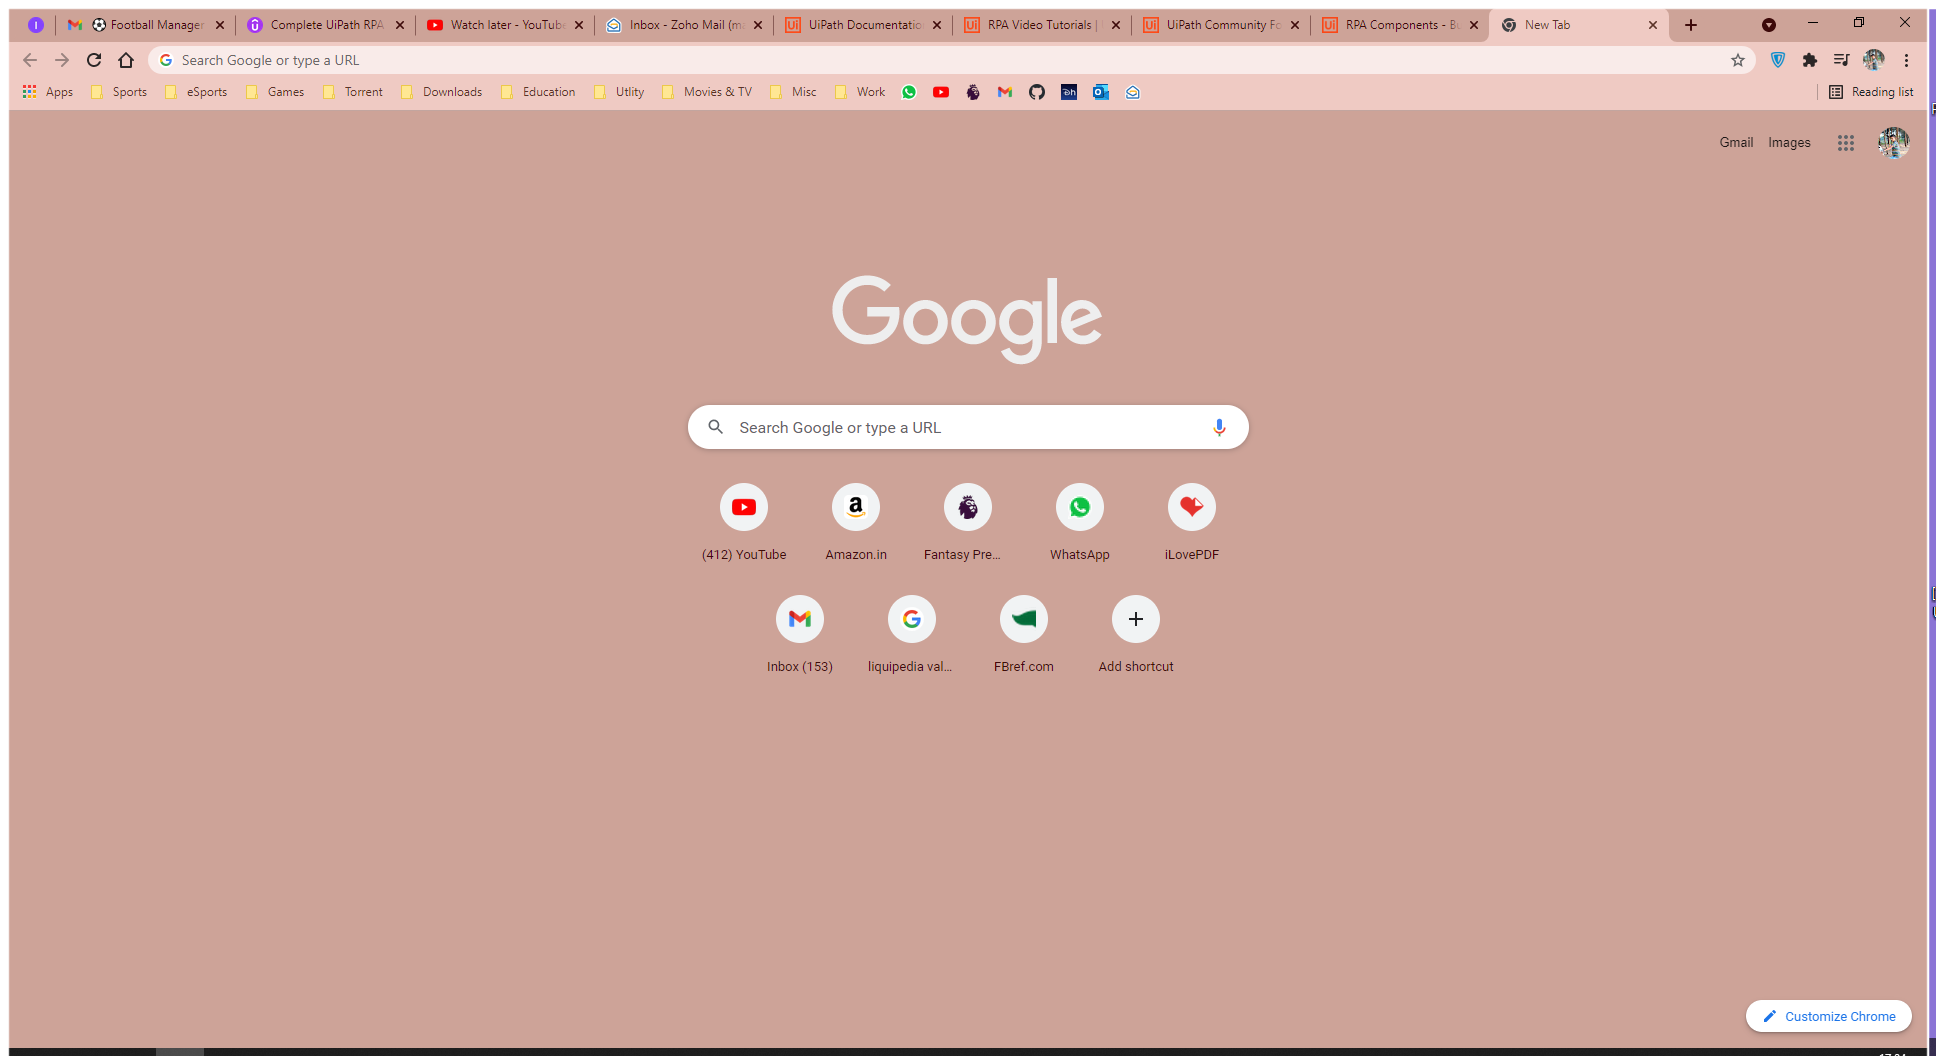 Football Manager
Complete UiPath RPA
Watch later - YouTube
Inbox - Zoho Mail (m
UiPath Documentatio
RPA Video Tutorials |
UiPath Community Fo
RPA Components - B
New Tab
Search Google or type a URL
Apps
Sports
eSports
Games
Torrent
Downloads
Education
Utlity
Movies & TV
Misc
Work
Reading list
Gmail
Images
Google
Search Google or type a URL
(412) YouTube
Amazon.in
Fantasy Pre...
WhatsApp
iLovePDF
Inbox (153)
liquipedia val...
FBref.com
Add shortcut
Customize Chrome